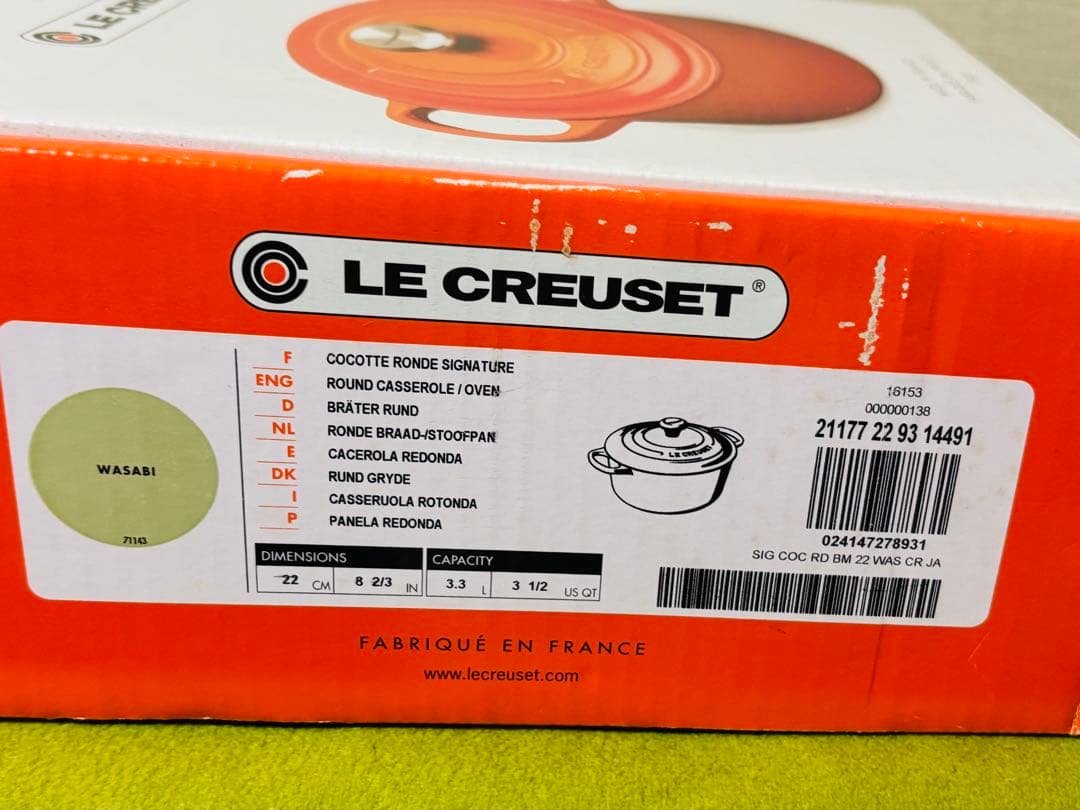 LE CREUSET®
WASABI
71143
F COCOTTE RONDE SIGNATURE
ENG ROUND CASSEROLE / OVEN
D BRÄTER RUND
NL RONDE BRAAD-/STOOFPAN
E CACEROLA REDONDA
DK RUND GRYDE
I CASSERUOLA ROTONDA
P PANELA REDONDA
DIMENSIONS CAPACITY
22 CM 8 2/3 IN 3.3 L 3 1/2 US QT
LE CREUSET
16153
000000138
21177 22 93 14491
024147278931
SIG COC RD BM 22 WAS CR JA
FABRIQUÉ EN FRANCE
www.lecreuset.com